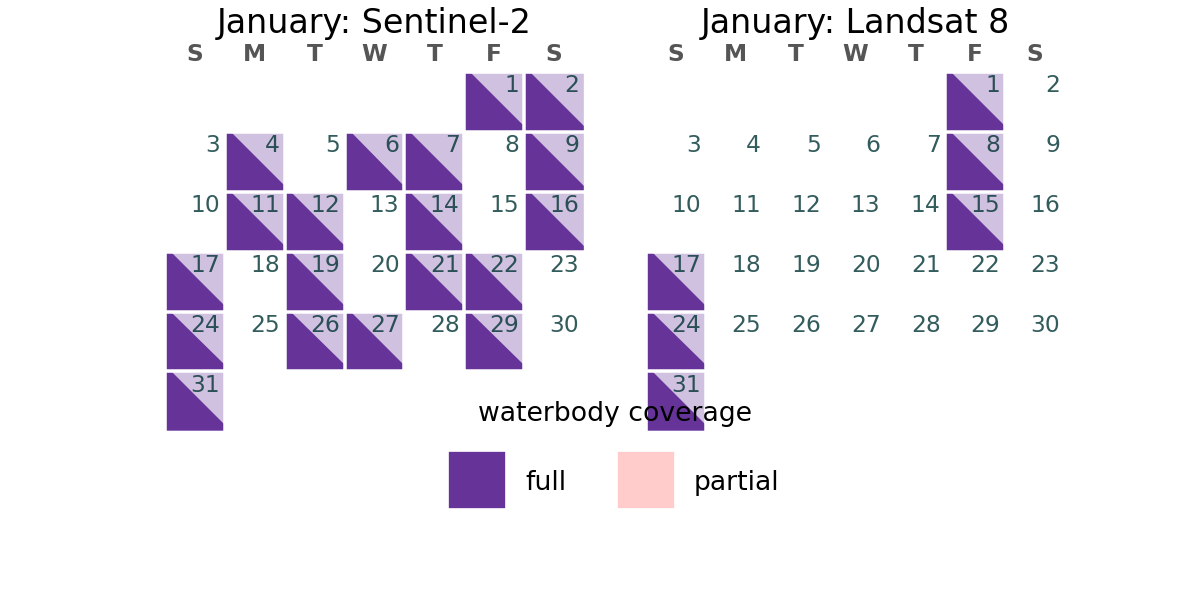 January: Sentinel-2
S M T W T F S
1 2
3 4 5 6 7 8 9
10 11 12 13 14 15 16
17 18 19 20 21 22 23
24 25 26 27 28 29 30
31
January: Landsat 8
S M T W T F S
1 2
3 4 5 6 7 8 9
10 11 12 13 14 15 16
17 18 19 20 21 22 23
24 25 26 27 28 29 30
31
waterbody coverage
full partial